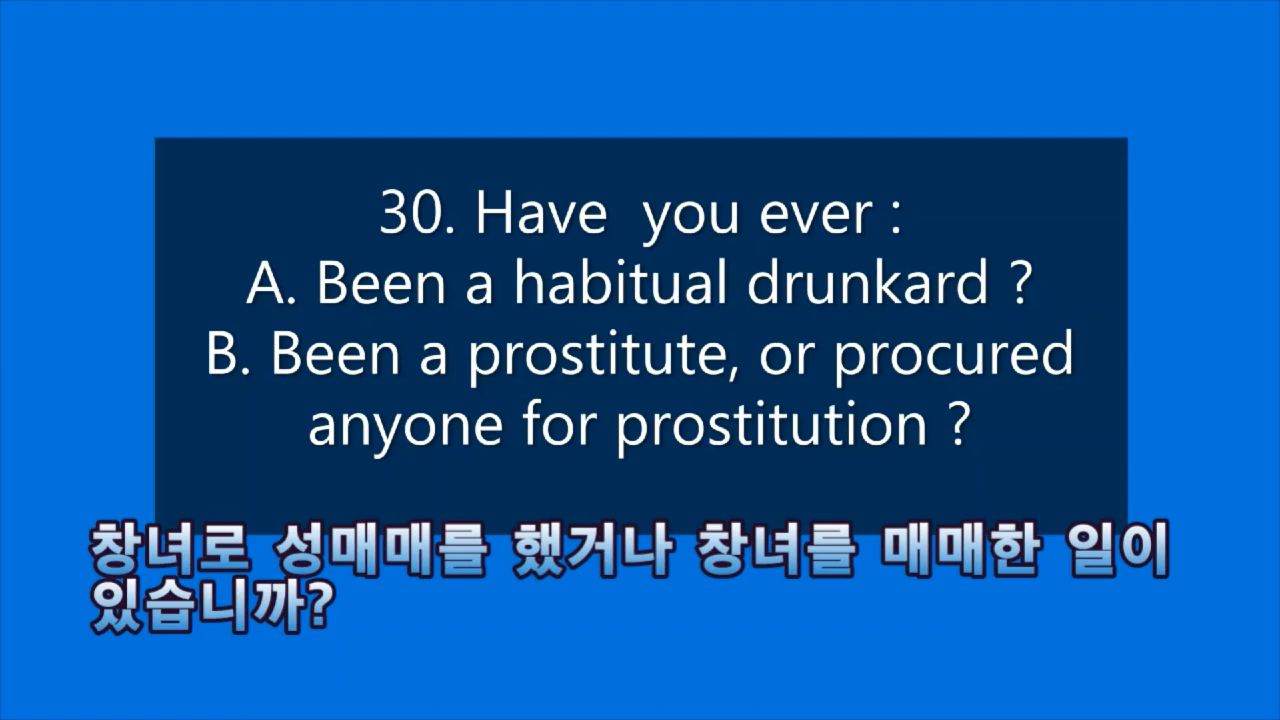 30. Have you ever :
A. Been a habitual drunkard ?
B. Been a prostitute, or procured
anyone for prostitution ?
창녀로 성매매를 했거나 창녀를 매매한 일이
있습니까?